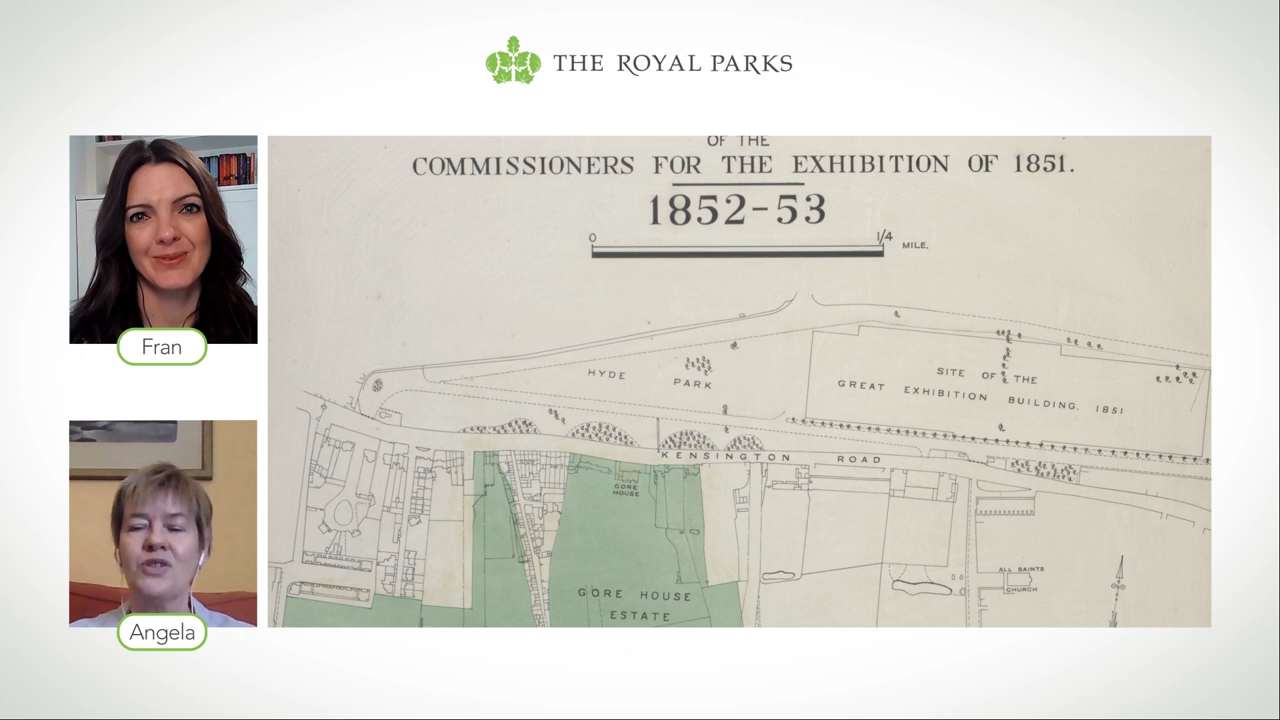 THE ROYAL PARKS
Fran
Angela
OF THE
COMMISSIONERS FOR THE EXHIBITION OF 1851.
1852-53
0 1/4 MILE.
HYDE PARK
SITE OF THE
GREAT EXHIBITION BUILDING. 1851
KENSINGTON ROAD
GORE
HOUSE
GORE HOUSE
ESTATE
ALL SAINTS
CHURCH